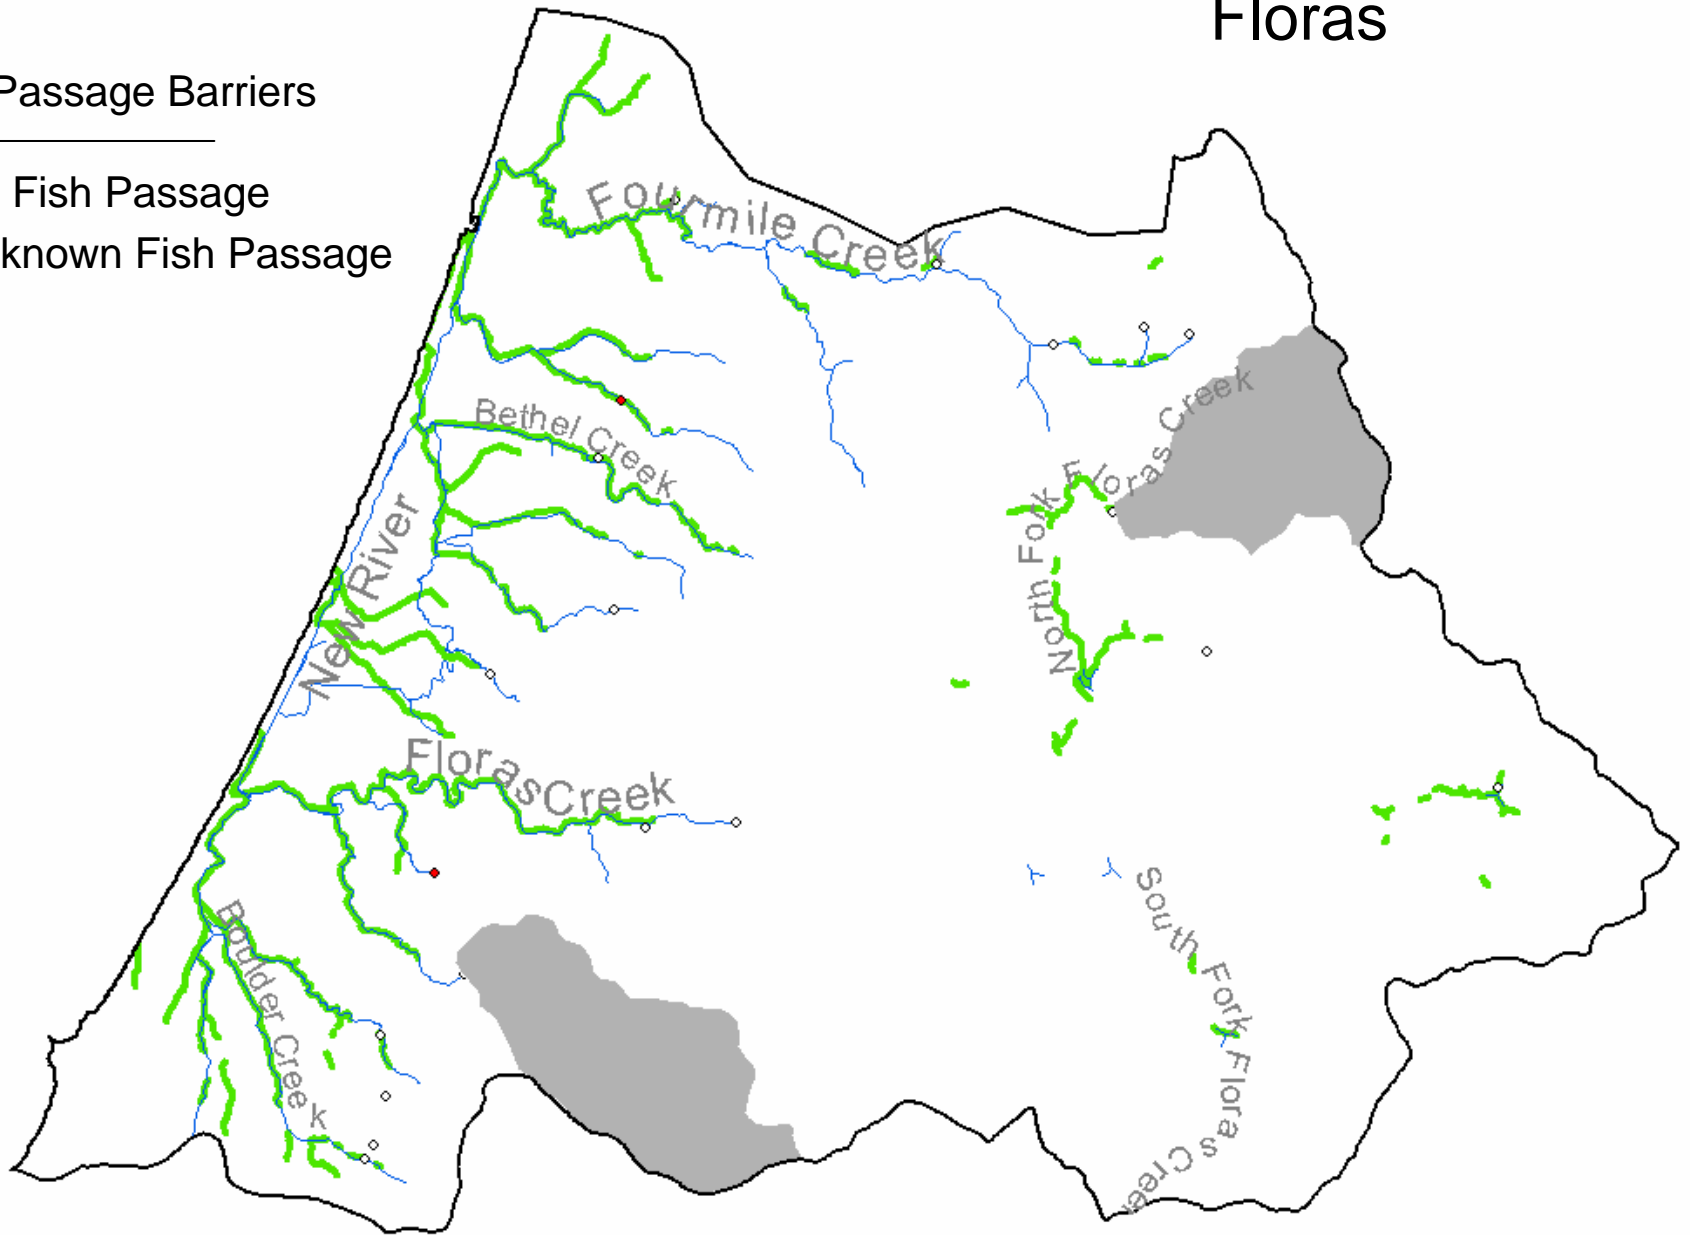 Floras
Passage Barriers
Fish Passage
known Fish Passage
Fourmile Creek
Bethel Creek
North Fork Floras Creek
New River
Floras Creek
Boulder Creek
South Fork Floras Creek